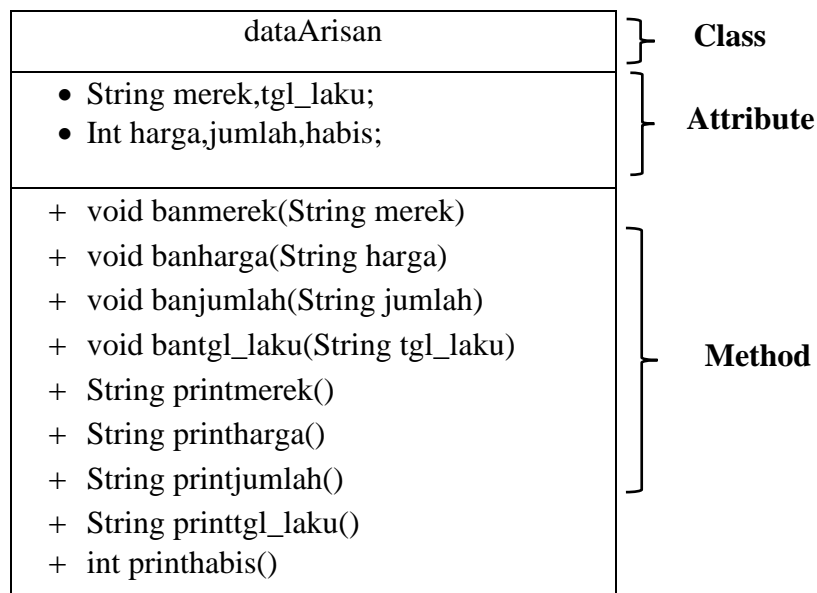 dataArisan
Class
• String merek,tgl_laku;
• Int harga,jumlah,habis;
Attribute
+ void banmerek(String merek)
+ void banharga(String harga)
+ void banjumlah(String jumlah)
+ void bantgl_laku(String tgl_laku)
+ String printmerek()
+ String printharga()
+ String printjumlah()
+ String printtgl_laku()
+ int printhabis()
Method